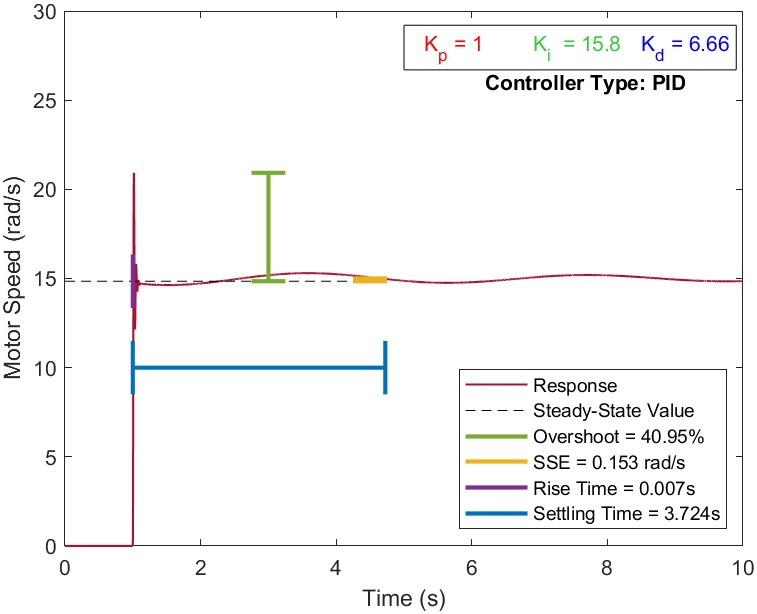 30
25
20
15
10
5
0
Motor Speed (rad/s)
Kp = 1 Ki = 15.8 Kd = 6.66
Controller Type: PID
Response
Steady-State Value
Overshoot = 40.95%
SSE = 0.153 rad/s
Rise Time = 0.007s
Settling Time = 3.724s
0 2 4 6 8 10
Time (s)